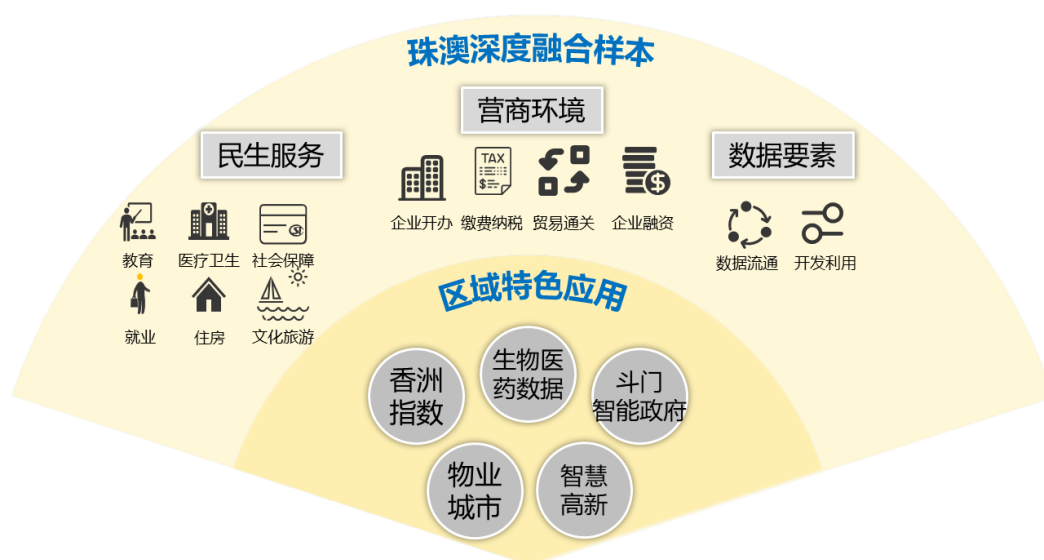 珠澳深度融合样本
营商环境
民生服务
数据要素
TAX
$
$
企业开办 缴费纳税 贸易通关 企业融资
教育 医疗卫生 社会保障
数据流通 开发利用
就业 住房 文化旅游
区域特色应用
香洲
指数
生物医
药数据
斗门
智能政府
物业
城市
智慧
高新